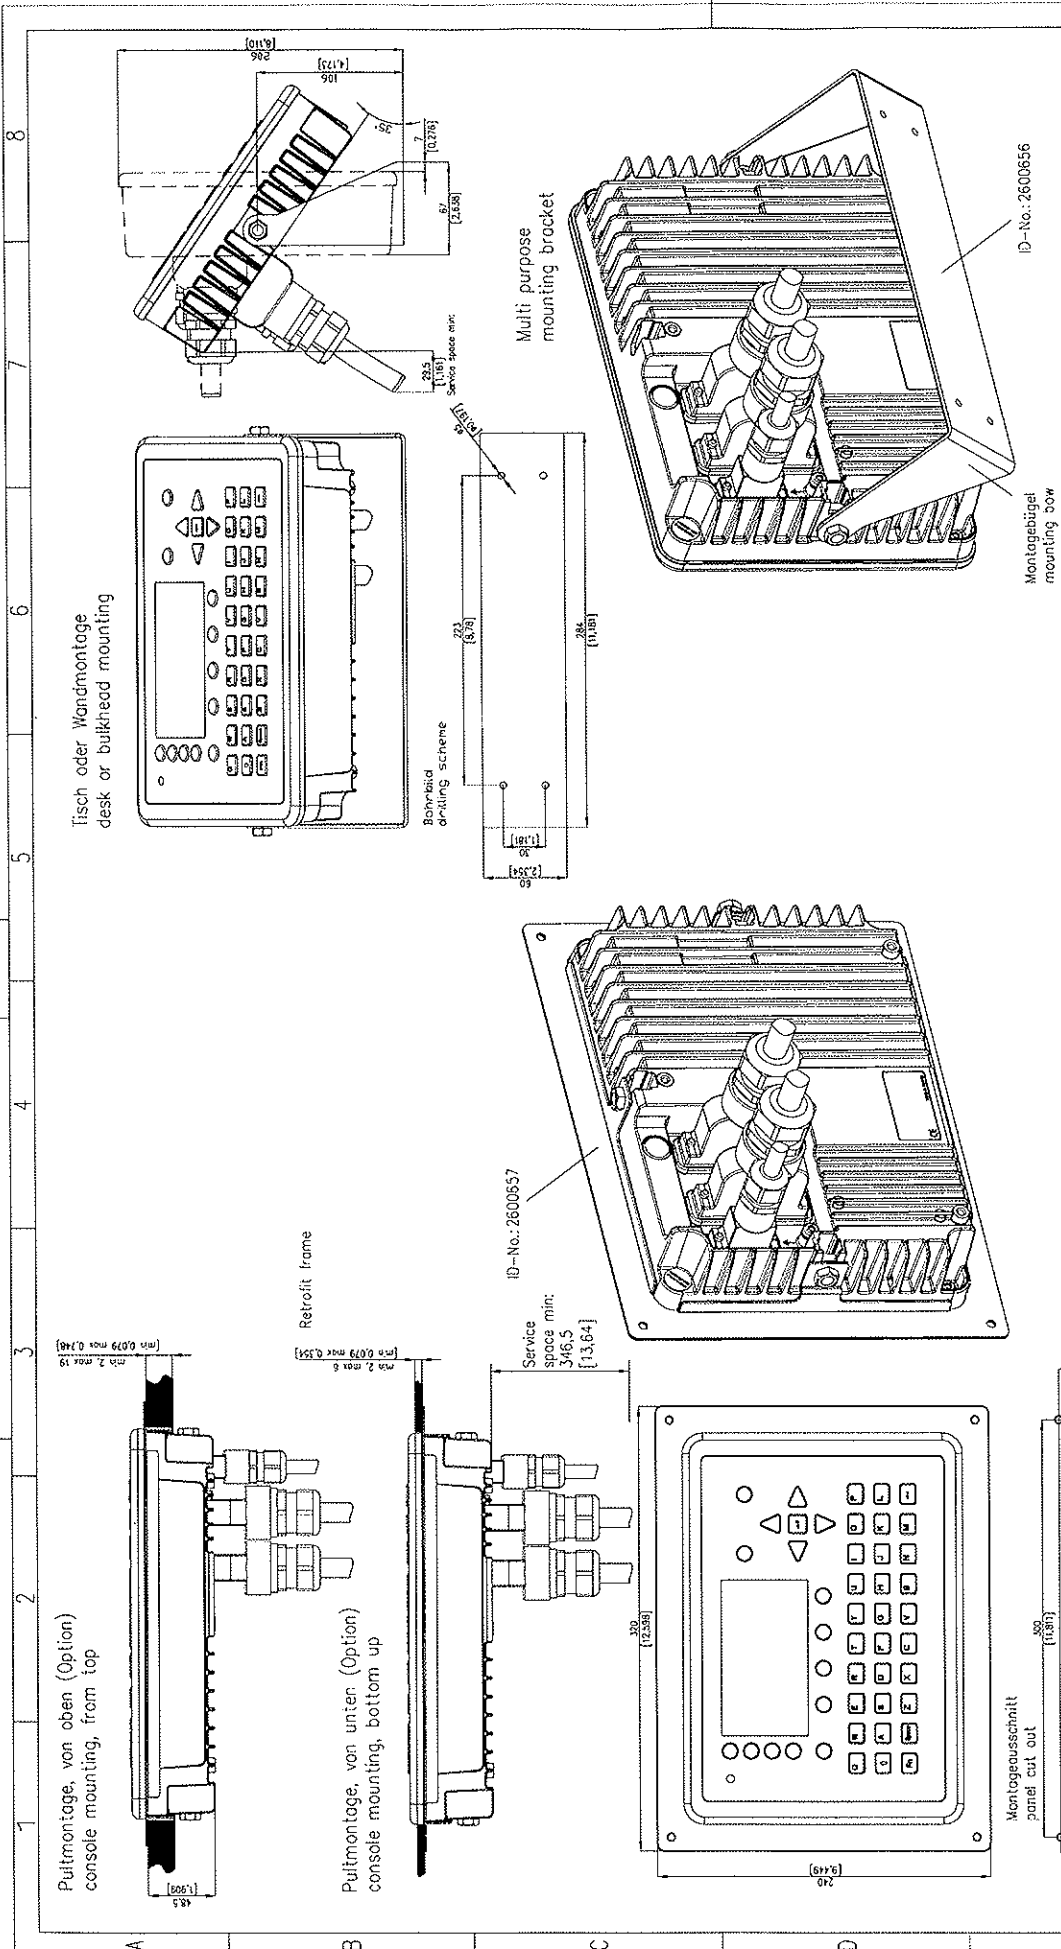 1
2
3
4
5
6
7
8
A
B
C
D
Pultmontage, von oben (Option)
console mounting, from top
48,5
[1,909]
min 2, max 19
[min 0,079 max 0,748]
Retrofit frame
Pultmontage, von unten (Option)
console mounting, bottom up
min 2, max 6
[min 0,079 max 0,354]
Service
space min:
346,5
[13,64]
320
[12,598]
240
[9,449]
Q W E R T Y U I O P
A S D F G H J K L
Z X C V B N M
Montageausschnitt
panel cut out
300
[11,811]
ID-No.: 2600657
Tisch oder Wandmontage
desk or bulkhead mounting
Bohrbild
drilling scheme
223
[8,78]
284
[11,181]
30
[1,181]
60
[2,354]
206
[8,110]
106
[4,173]
35°
7
[0,276]
67
[2,638]
29,5
[1,161]
Service space min:
Multi purpose
mounting bracket
ID-No.: 2600656
Montagebügel
mounting bow